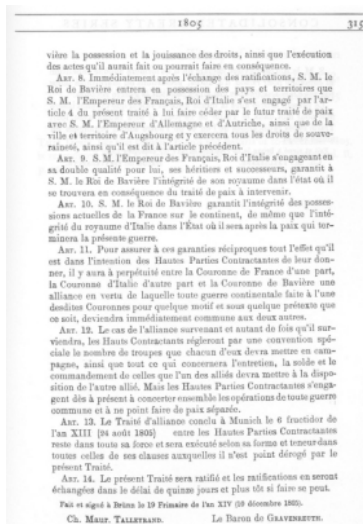 1805 315
vière la possession et la jouissance des droits, ainsi que l'exécution
des actes qu'il aurait fait ou pourrait faire en conséquence.
ART. 8. Immédiatement après l'échange des ratifications, S. M. le
Roi de Bavière entrera en possession des pays et territoires que
S. M. l'Empereur des Français, Roi d'Italie s'est engagé par l'ar-
ticle 4 du présent traité à lui faire céder par le futur traité de paix
avec S. M. l'Empereur d'Allemagne et d'Autriche, ainsi que de la
ville et territoire d'Augsbourg et y exercera tous les droits de souve-
raineté, ainsi qu'il est dit à l'article précédent.
ART. 9. S. M. l'Empereur des Français, Roi d'Italie s'engageant en
sa double qualité pour lui, ses héritiers et successeurs, garantit à
S. M. le Roi de Bavière l'intégrité de son royaume dans l'état où il
se trouvera en conséquence du traité de paix à intervenir.
ART. 10. S. M. le Roi de Bavière garantit l'intégrité des posses-
sions actuelles de la France sur le continent, de même que l'inté-
grité du royaume d'Italie dans l'État où il sera après la paix qui ter-
minera la présente guerre.
ART. 11. Pour assurer à ces garanties réciproques tout l'effet qu'il
est dans l'intention des Hautes Parties Contractantes de leur don-
ner, il y aura à perpétuité entre la Couronne de France d'une part,
la Couronne d'Italie d'autre part et la Couronne de Bavière une
alliance en vertu de laquelle toute guerre continentale faite à l'une
desdites Couronnes pour quelque motif et sous quelque prétexte que
ce soit, deviendra immédiatement commune aux deux autres.
ART. 12. Le cas de l'alliance survenant et autant de fois qu'il sur-
viendra, les Hauts Contractants régleront par une convention spé-
ciale le nombre de troupes que chacun d'eux devra mettre en cam-
pagne, ainsi que tout ce qui concernera l'entretien, la solde et le
commandement de celles que l'un des alliés devra mettre à la dispo-
sition de l'autre allié. Mais les Hautes Parties Contractantes s'enga-
gent dès à présent à concerter ensemble les opérations de toute guerre
commune et à ne point faire de paix séparée.
ART. 13. Le Traité d'alliance conclu à Munich le 6 fructidor de
l'an XIII (24 août 1805) entre les Hautes Parties Contractantes
reste dans toute sa force et sera exécuté selon sa forme et teneur dans
toutes celles de ses clauses auxquelles il n'est point dérogé par le
présent Traité.
ART. 14. Le présent Traité sera ratifié et les ratifications en seront
échangées dans le délai de quinze jours et plus tôt si faire se peut.
Fait et signé à Brünn le 19 Frimaire de l'an XIV (10 décembre 1805).
Ch. Maur. TALLEYRAND. Le Baron de GRAVENREUTH.